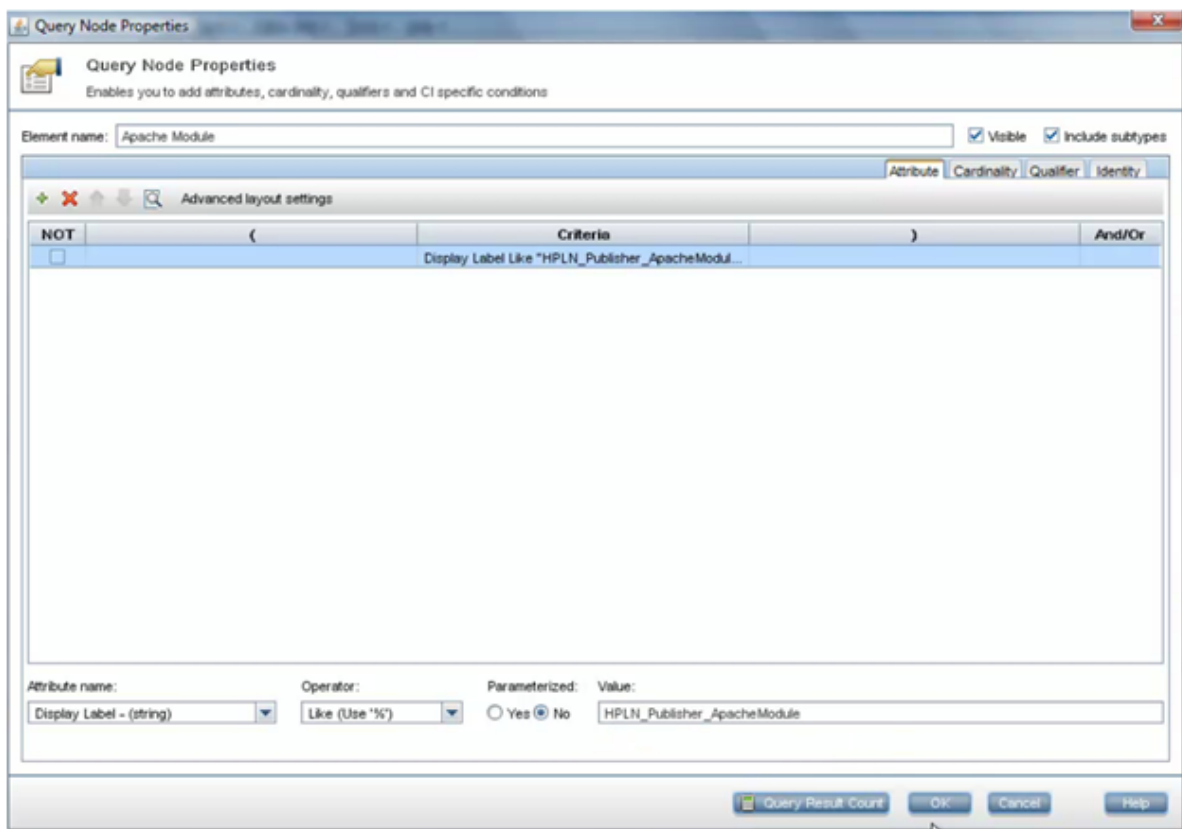 Query Node Properties
Query Node Properties
Enables you to add attributes, cardinality, qualifiers and CI specific conditions
Element name: Apache Module Visible Include subtypes
Attribute Cardinality Qualifier Identity
Advanced layout settings
NOT ( Criteria ) And/Or
Display Label Like "HPLN_Publisher_ApacheModul...
Attribute name: Operator: Parameterized: Value:
Display Label - (string) Like (Use '%') Yes No HPLN_Publisher_ApacheModule
Query Result Count OK Cancel Help